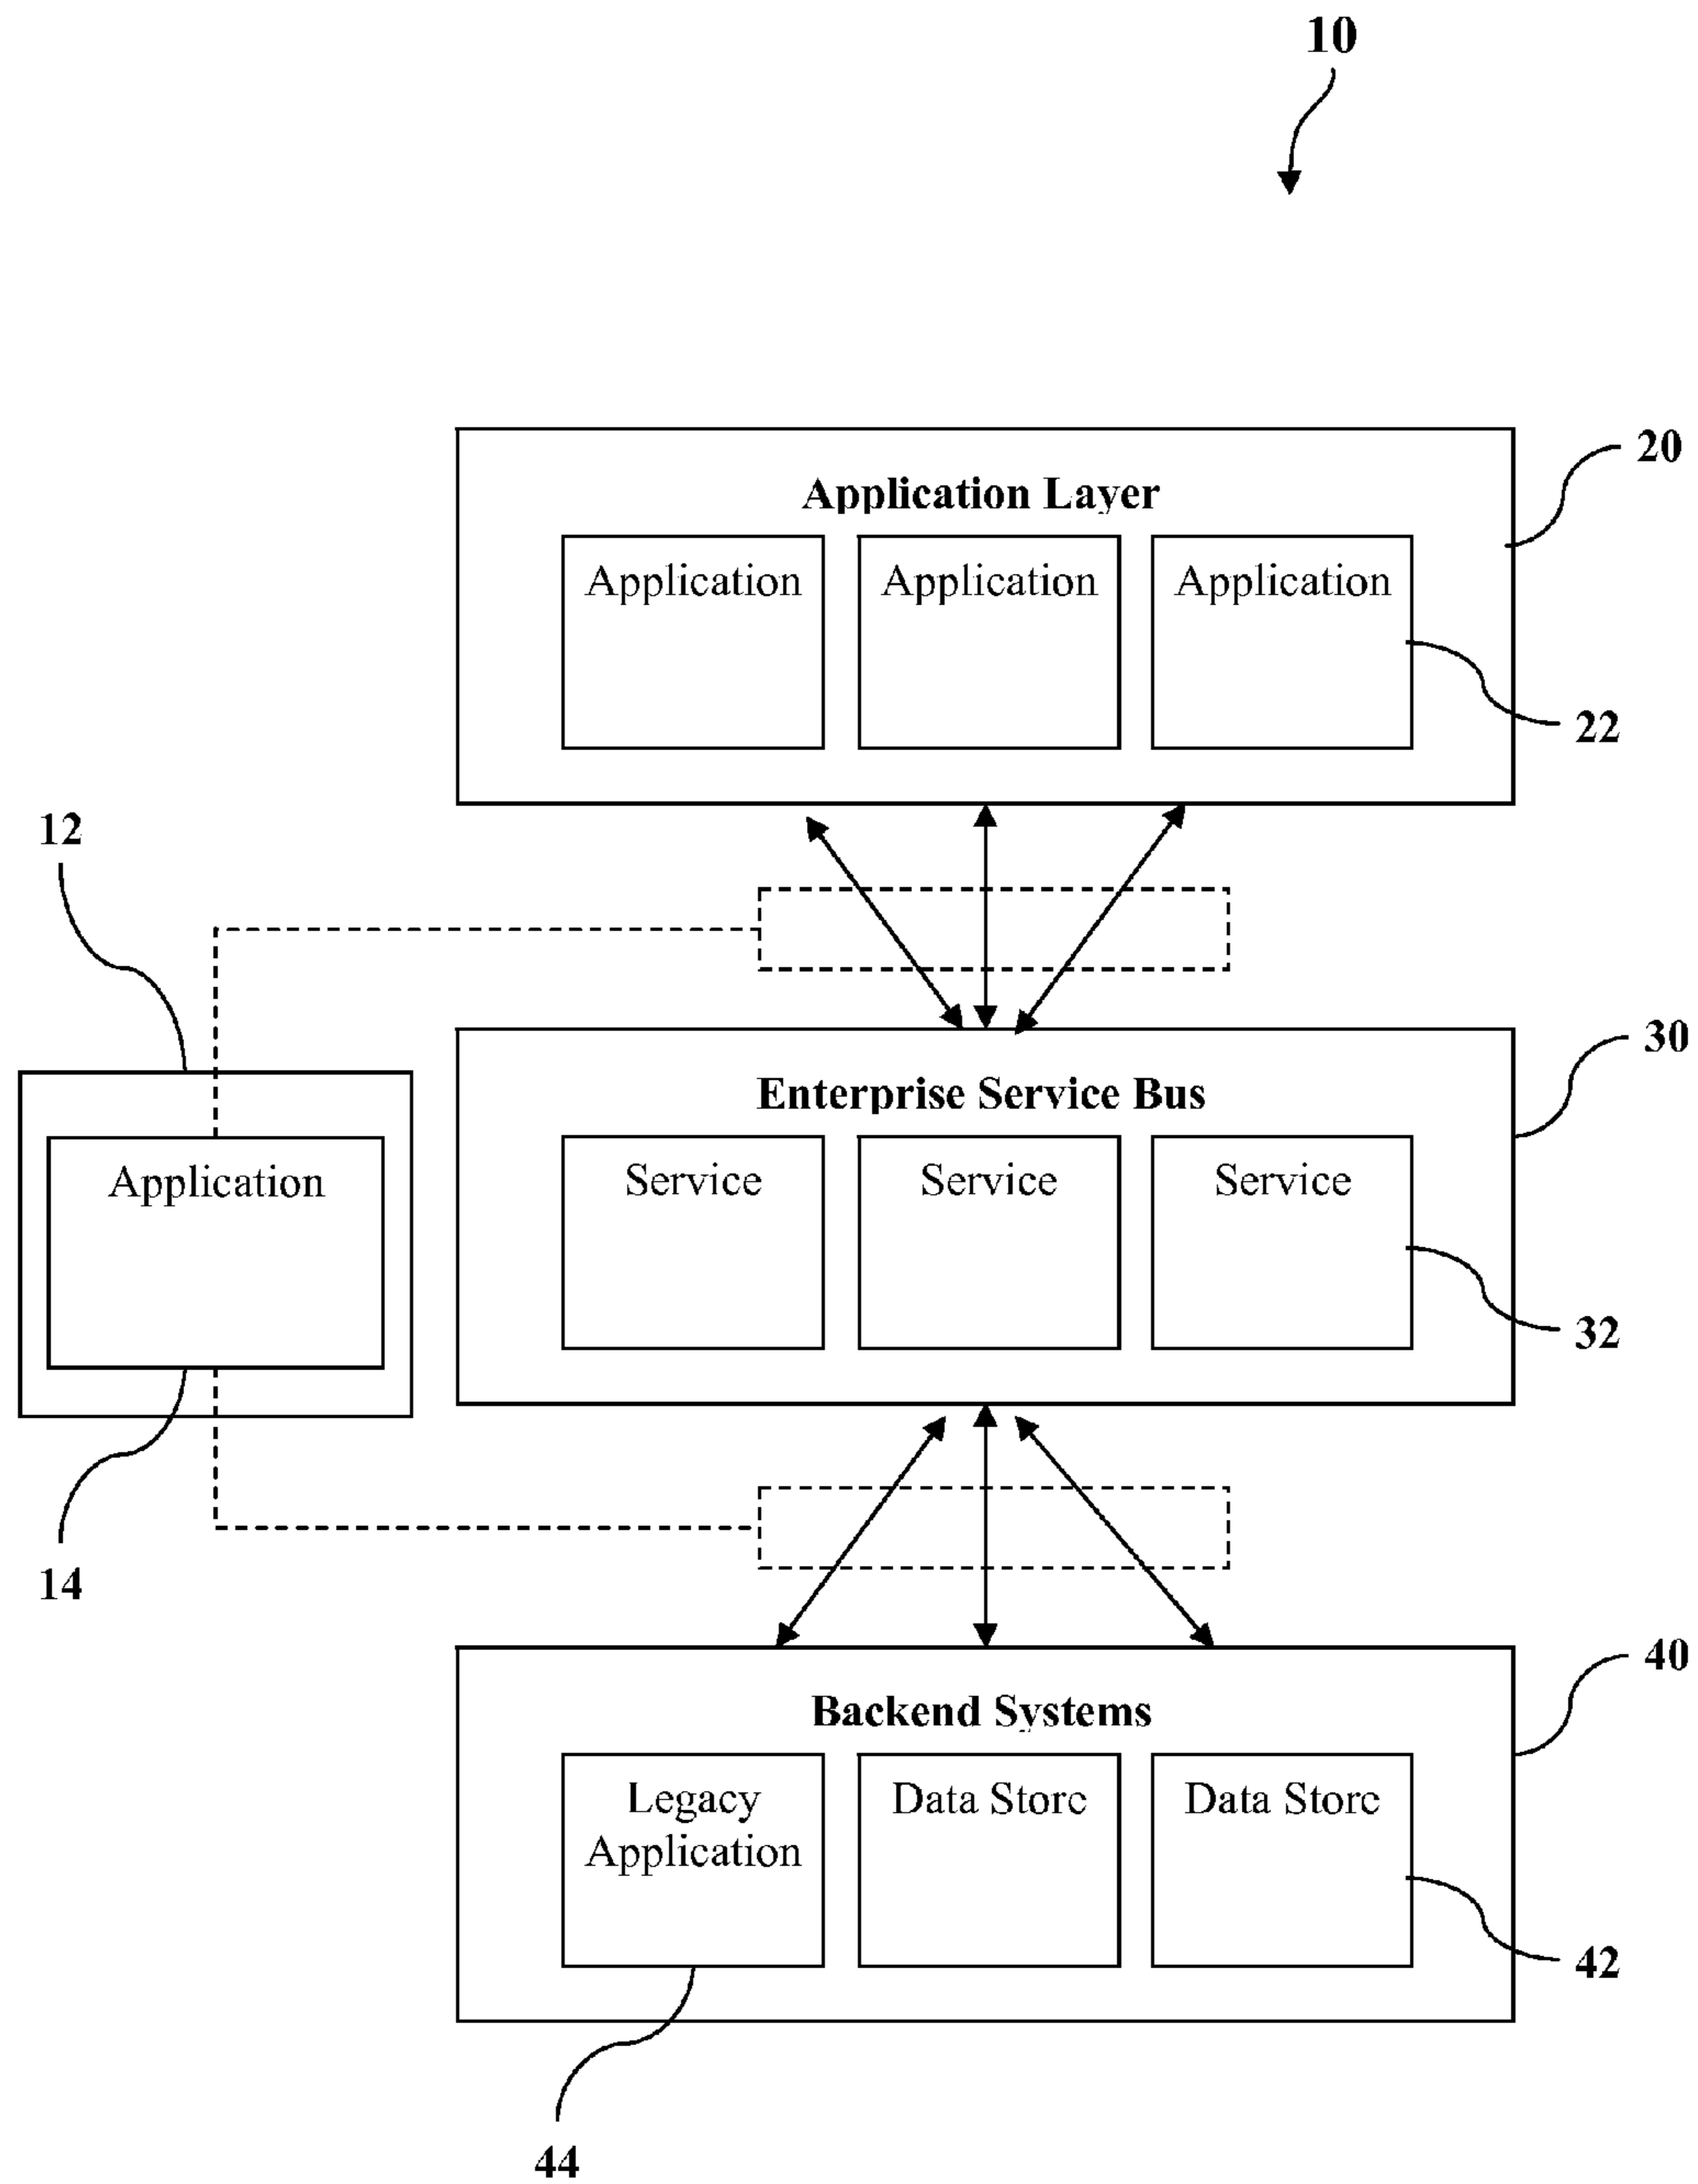 10
20
Application Layer
Application Application Application
22
12
30
Enterprise Service Bus
Application
Service Service Service
32
14
40
Backend Systems
Legacy Application
Data Store
Data Store
42
44